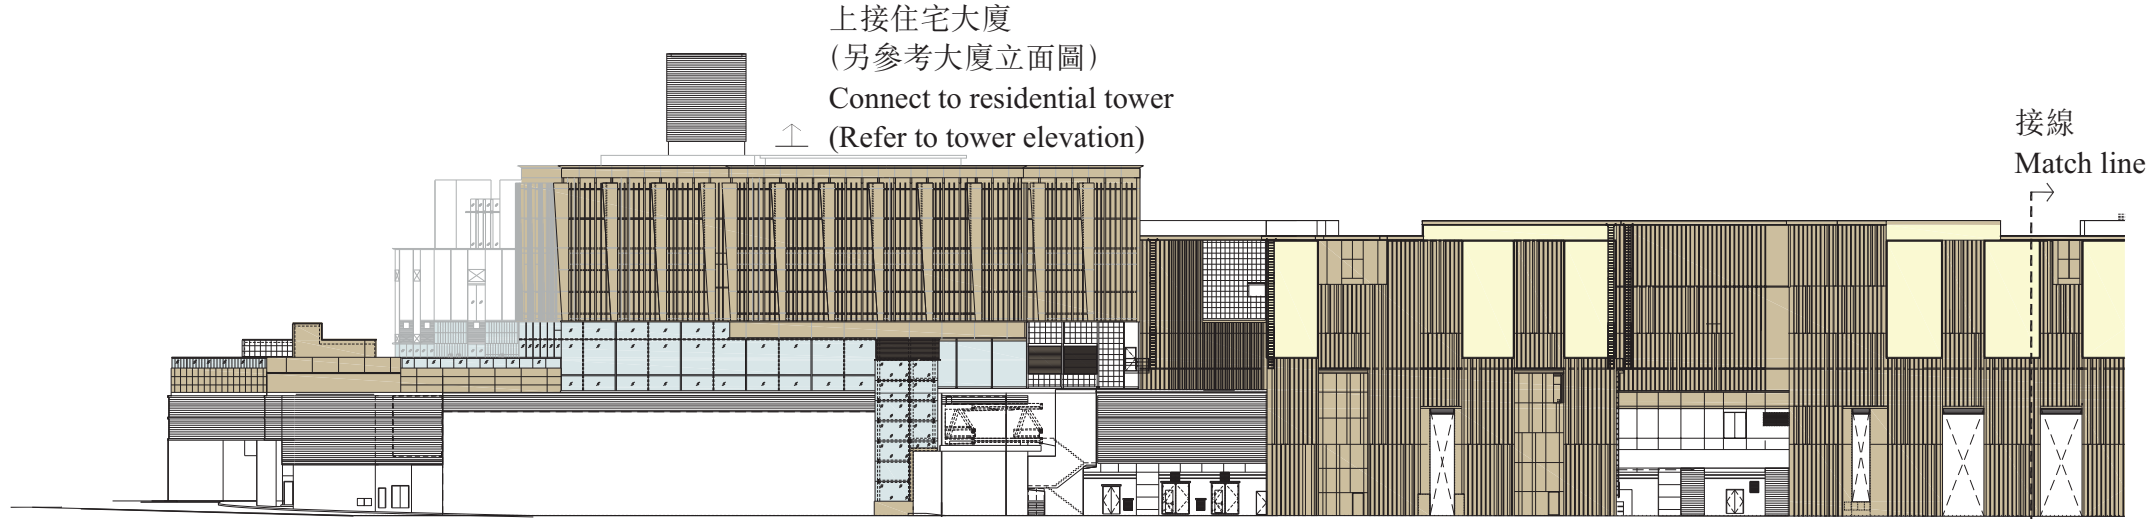 上接住宅大廈
(另參考大廈立面圖)
Connect to residential tower
(Refer to tower elevation)
接線
Match line